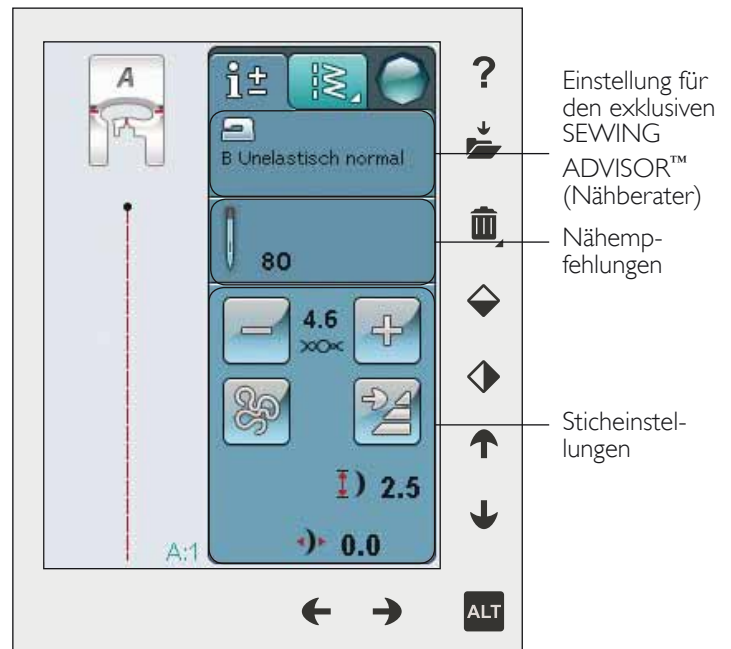 A
i±
?
B Unelastisch normal
80
4.6
2.5
0.0
A:1
ALT
Einstellung für
den exklusiven
SEWING
ADVISOR™
(Nähberater)
Nähemp-
fehlungen
Sticheinstel-
lungen